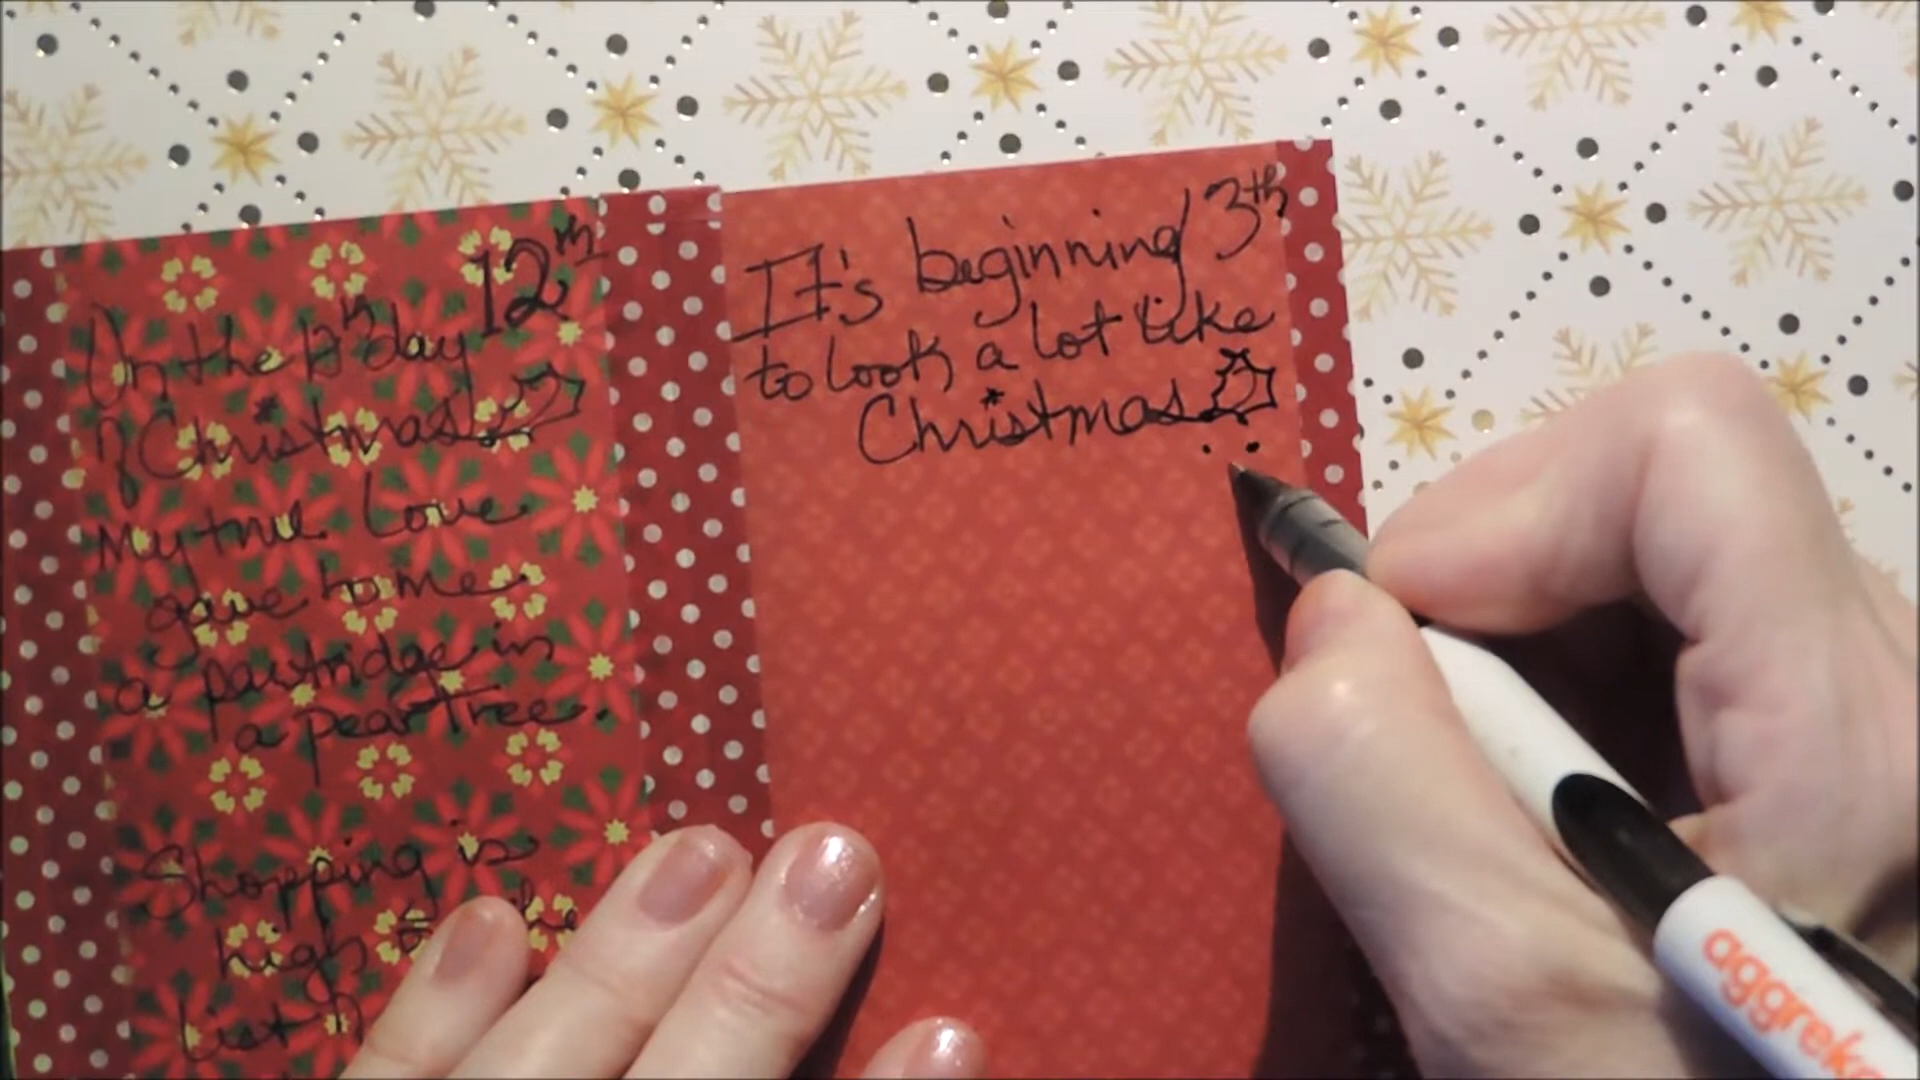 12th
On the 12th day
of Christmas
My true Love
gave to me
a partridge in
a pear Tree.
Shopping is
high
list
13th
It's beginning
to look a lot like
Christmas
aggreko